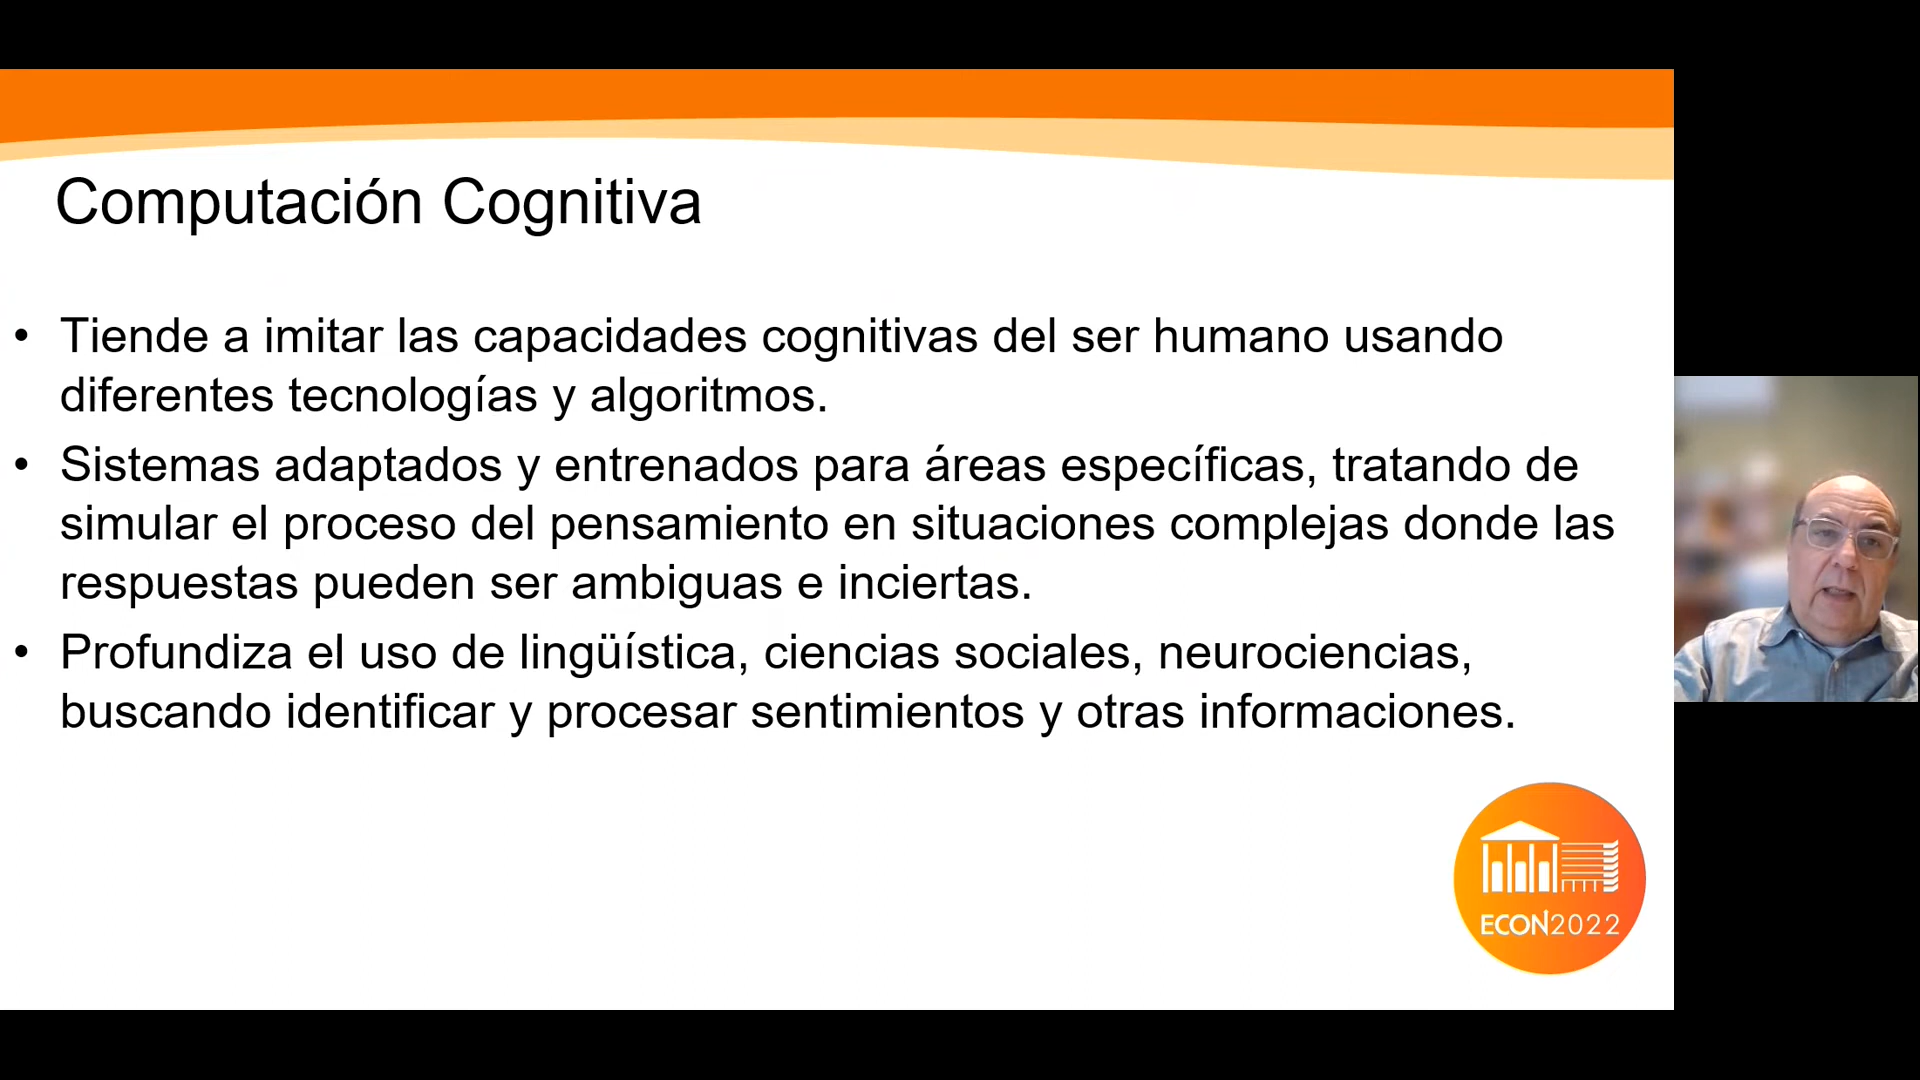 Computación Cognitiva
• Tiende a imitar las capacidades cognitivas del ser humano usando
diferentes tecnologías y algoritmos.
• Sistemas adaptados y entrenados para áreas específicas, tratando de
simular el proceso del pensamiento en situaciones complejas donde las
respuestas pueden ser ambiguas e inciertas.
• Profundiza el uso de lingüística, ciencias sociales, neurociencias,
buscando identificar y procesar sentimientos y otras informaciones.
ECON2022